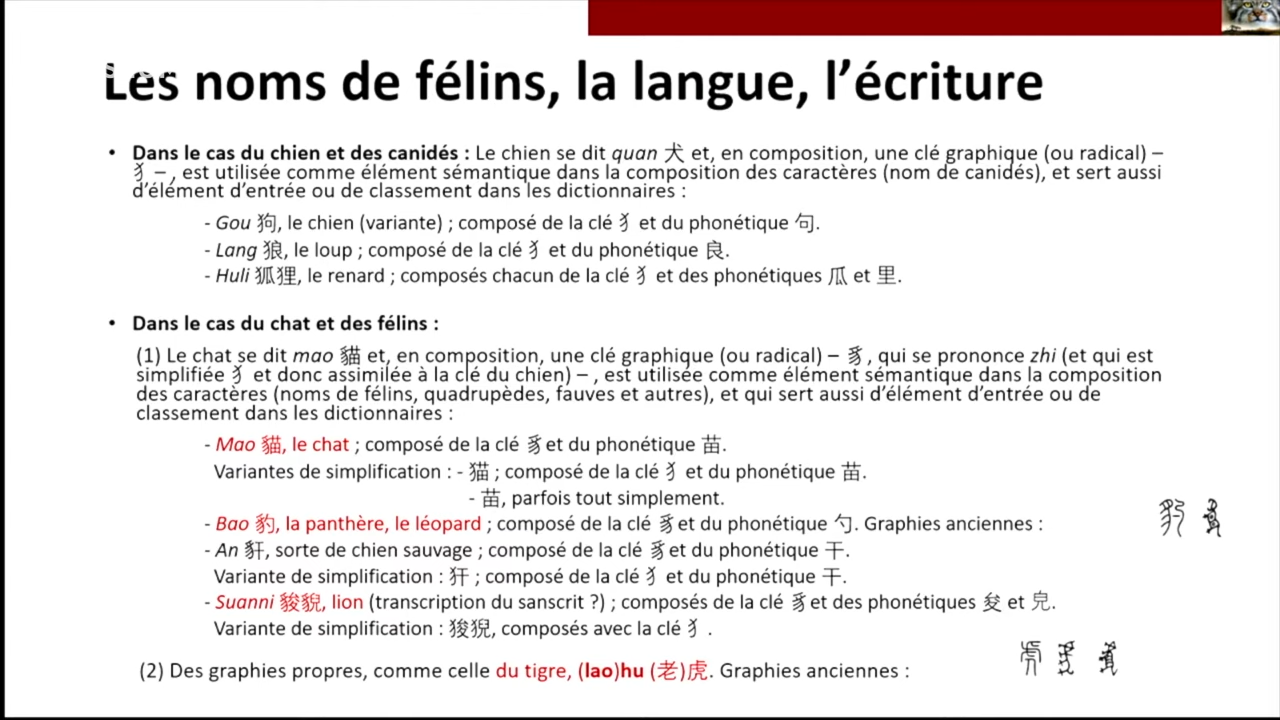 Les noms de félins, la langue, l’écriture
• Dans le cas du chien et des canidés : Le chien se dit quan 犬 et, en composition, une clé graphique (ou radical) –
犭 – , est utilisée comme élément sémantique dans la composition des caractères (nom de canidés), et sert aussi
d’élément d’entrée ou de classement dans les dictionnaires :
- Gou 狗, le chien (variante) ; composé de la clé 犭 et du phonétique 句.
- Lang 狼, le loup ; composé de la clé 犭 et du phonétique 良.
- Huli 狐狸, le renard ; composés chacun de la clé 犭 et des phonétiques 瓜 et 里.
• Dans le cas du chat et des félins :
(1) Le chat se dit mao 貓 et, en composition, une clé graphique (ou radical) – 豸, qui se prononce zhi (et qui est
simplifiée 犭 et donc assimilée à la clé du chien) – , est utilisée comme élément sémantique dans la composition
des caractères (noms de félins, quadrupèdes, fauves et autres), et qui sert aussi d’élément d’entrée ou de
classement dans les dictionnaires :
- Mao 貓, le chat ; composé de la clé 豸 et du phonétique 苗.
Variantes de simplification : - 猫 ; composé de la clé 犭 et du phonétique 苗.
- 苗, parfois tout simplement.
- Bao 豹, la panthère, le léopard ; composé de la clé 豸 et du phonétique 勺. Graphies anciennes :
- An 豻, sorte de chien sauvage ; composé de la clé 豸 et du phonétique 干.
Variante de simplification : 犴 ; composé de la clé 犭 et du phonétique 干.
- Suanni 狻猊, lion (transcription du sanscrit ?) ; composés de la clé 豸 et des phonétiques 夋 et 皃.
Variante de simplification : 狻猊, composés avec la clé 犭.
(2) Des graphies propres, comme celle du tigre, (lao)hu (老)虎. Graphies anciennes :